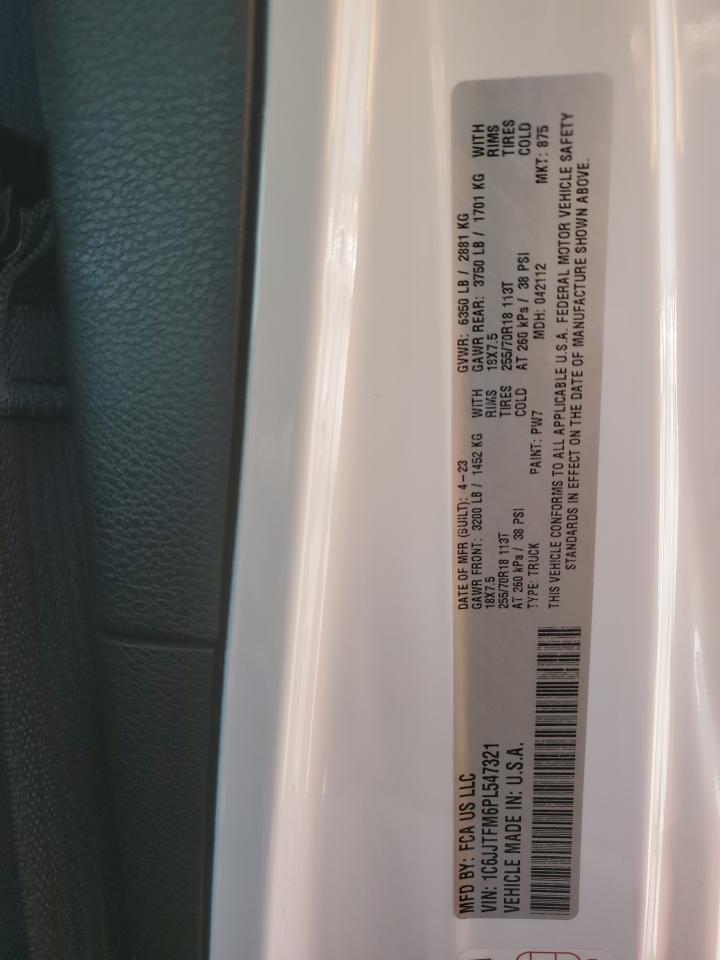 MFD BY: FCA US LLC
VIN: 1C6JJTFM6PL547321
VEHICLE MADE IN: U.S.A.
DATE OF MFR (BUILT): 4-23 GVWR: 6350 LB / 2881 KG
GAWR FRONT: 3200 LB / 1452 KG WITH GAWR REAR: 3750 LB / 1701 KG WITH
18X7.5 RIMS 18X7.5 RIMS
255/70R18 113T TIRES 255/70R18 113T TIRES
AT 260 kPa / 38 PSI COLD AT 260 kPa / 38 PSI COLD
TYPE: TRUCK PAINT: PW7 MDH: 042112 MKT: 875
THIS VEHICLE CONFORMS TO ALL APPLICABLE U.S.A. FEDERAL MOTOR VEHICLE SAFETY
STANDARDS IN EFFECT ON THE DATE OF MANUFACTURE SHOWN ABOVE.